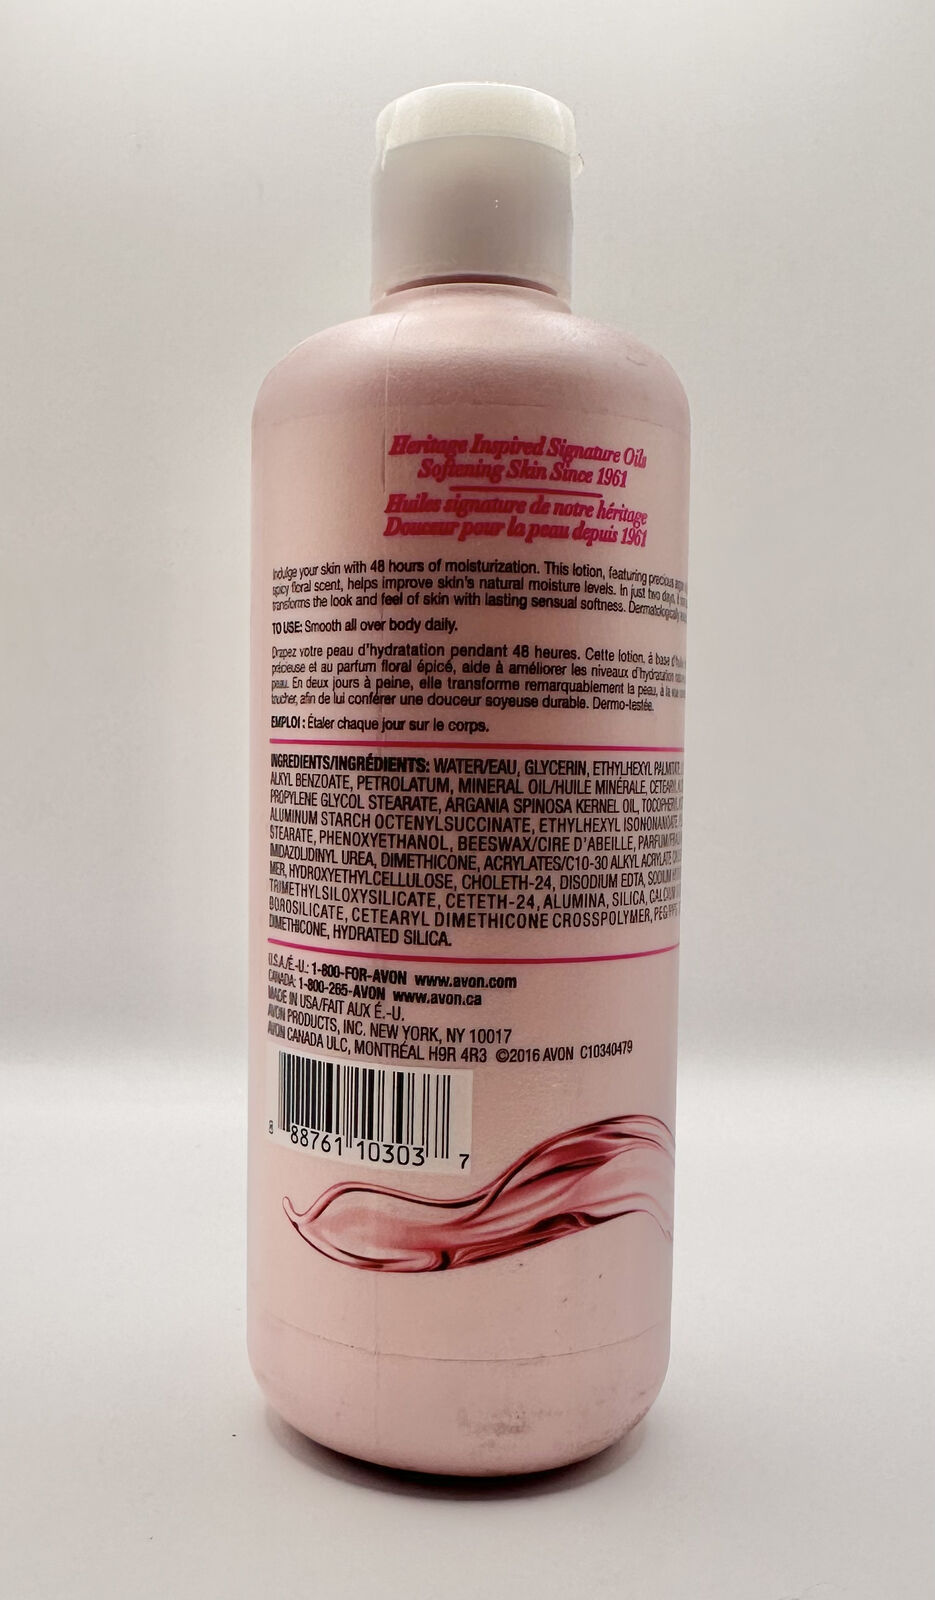 Heritage Inspired Signature Oils
Softening Skin Since 1961
Huiles signature de notre héritage
Douceur pour la peau depuis 1961
Indulge your skin with 48 hours of moisturization. This lotion, featuring precious
spicy floral scent, helps improve skin's natural moisture levels. In just two days, it
transforms the look and feel of skin with lasting sensual softness. Dermatologically
TO USE: Smooth all over body daily.
Drapez votre peau d'hydratation pendant 48 heures. Cette lotion, à base
précieuse et au parfum floral épicé, aide à améliorer les niveaux d'hydratation
peau. En deux jours à peine, elle transforme remarquablement la peau, à la
toucher, afin de lui conférer une douceur soyeuse durable. Dermo-testée.
EMPLOI : Étaler chaque jour sur le corps.
INGREDIENTS/INGRÉDIENTS: WATER/EAU, GLYCERIN, ETHYLHEXYL PALMITATE,
ALKYL BENZOATE, PETROLATUM, MINERAL OIL/HUILE MINÉRALE,
PROPYLENE GLYCOL STEARATE, ARGANIA SPINOSA KERNEL OIL,
ALUMINUM STARCH OCTENYLSUCCINATE, ETHYLHEXYL ISONONANOATE,
STEARATE, PHENOXYETHANOL, BEESWAX/CIRE D'ABEILLE,
IMIDAZOLIDINYL UREA, DIMETHICONE, ACRYLATES/C10-30 ALKYL ACRYLATE
MER, HYDROXYETHYLCELLULOSE, CHOLETH-24, DISODIUM EDTA, SODIUM
TRIMETHYLSILOXYSILICATE, CETETH-24, ALUMINA, SILICA, CALCIUM
BOROSILICATE, CETEARYL DIMETHICONE CROSSPOLYMER,
DIMETHICONE, HYDRATED SILICA.
U.S.A./É.-U.: 1-800-FOR-AVON www.avon.com
CANADA: 1-800-265-AVON www.avon.ca
MADE IN USA/FAIT AUX É.-U.
AVON PRODUCTS, INC. NEW YORK, NY 10017
AVON CANADA ULC, MONTRÉAL H9R 4R3 ©2016 AVON C10340479
8 88761 10303 7